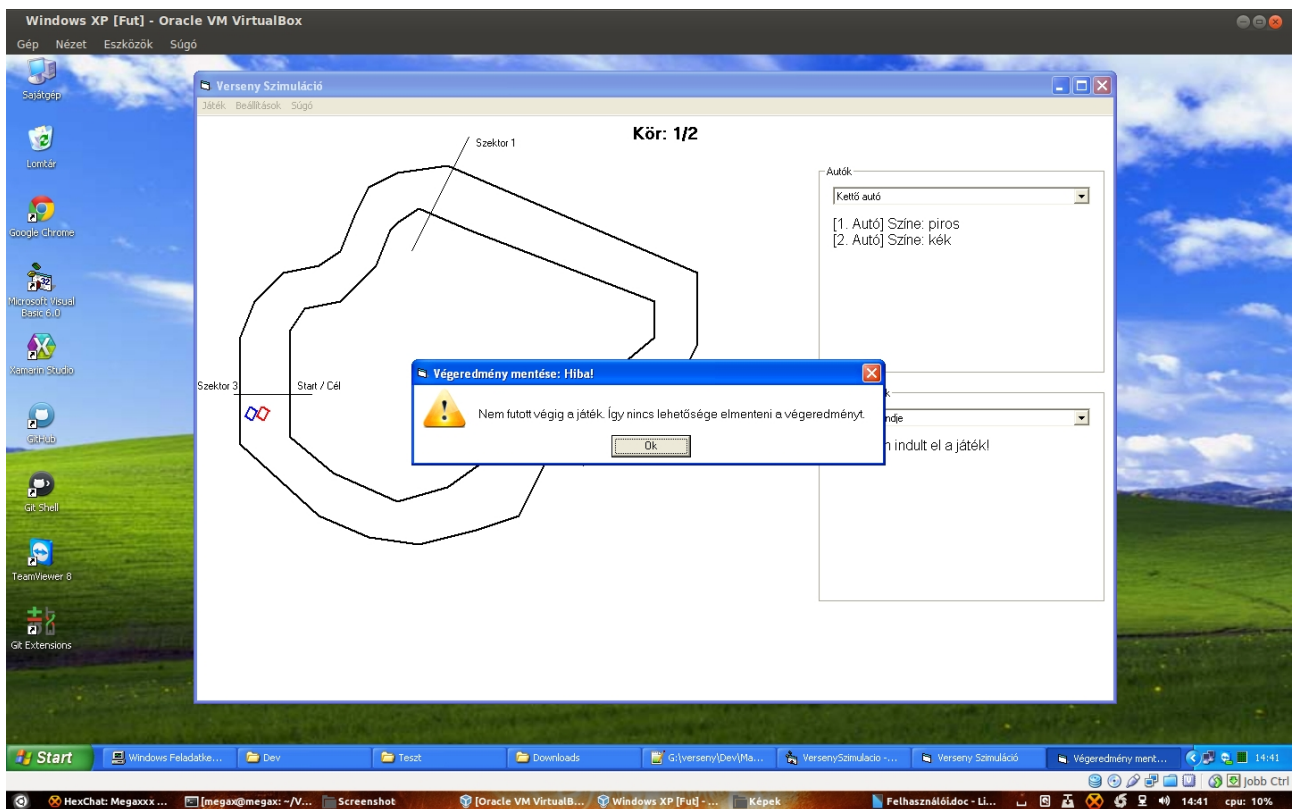 Windows XP [Fut] - Oracle VM VirtualBox
Gép Nézet Eszközök Súgó
Sajátgép
Lomtár
Google Chrome
Microsoft Visual
Basic 6.0
Xamarin Studio
GitHub
Git Shell
TeamViewer 8
Git Extensions
Verseny Szimuláció
Játék Beállítások Súgó
Kör: 1/2
Szektor 1
Szektor 3
Start / Cél
Autók
Kettő autó
[1. Autó] Színe: piros
[2. Autó] Színe: kék
Végeredmény mentése: Hiba!
Nem futott végig a játék. Így nincs lehetősége elmenteni a végeredményt.
Ok
indult el a játék!
Start
Windows Feladatke...
Dev
Teszt
Downloads
G:\verseny\Dev\Ma...
VersenySzimulacio -...
Verseny Szimuláció
Végeredmény ment...
14:41
Jobb Ctrl
HexChat: Megaxxx ...
[megax@megax: ~/V...
Screenshot
[Oracle VM VirtualB...
Windows XP [Fut] - ...
Képek
Felhasználói.doc - Li...
14:41
cpu: 10%